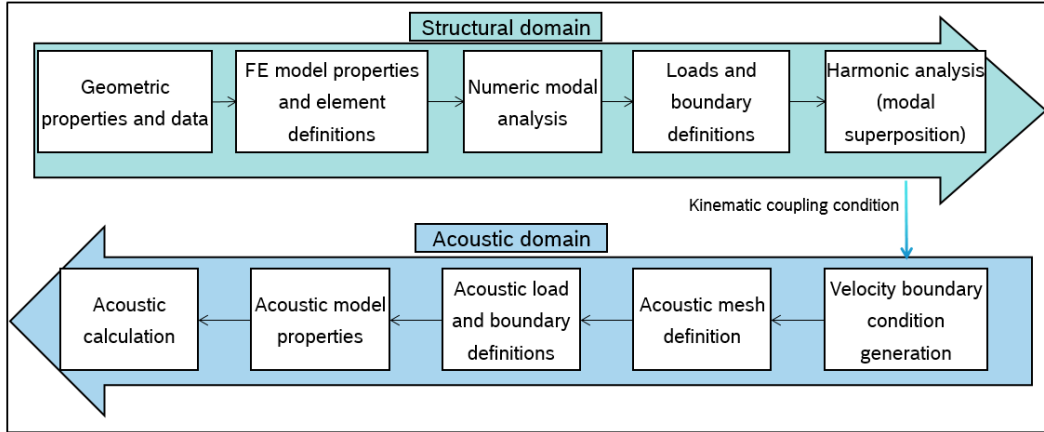 Structural domain
Geometric
properties and data
FE model properties
and element
definitions
Numeric modal
analysis
Loads and
boundary
definitions
Harmonic analysis
(modal
superposition)
Kinematic coupling condition
Acoustic domain
Acoustic
calculation
Acoustic model
properties
Acoustic load
and boundary
definitions
Acoustic mesh
definition
Velocity boundary
condition
generation